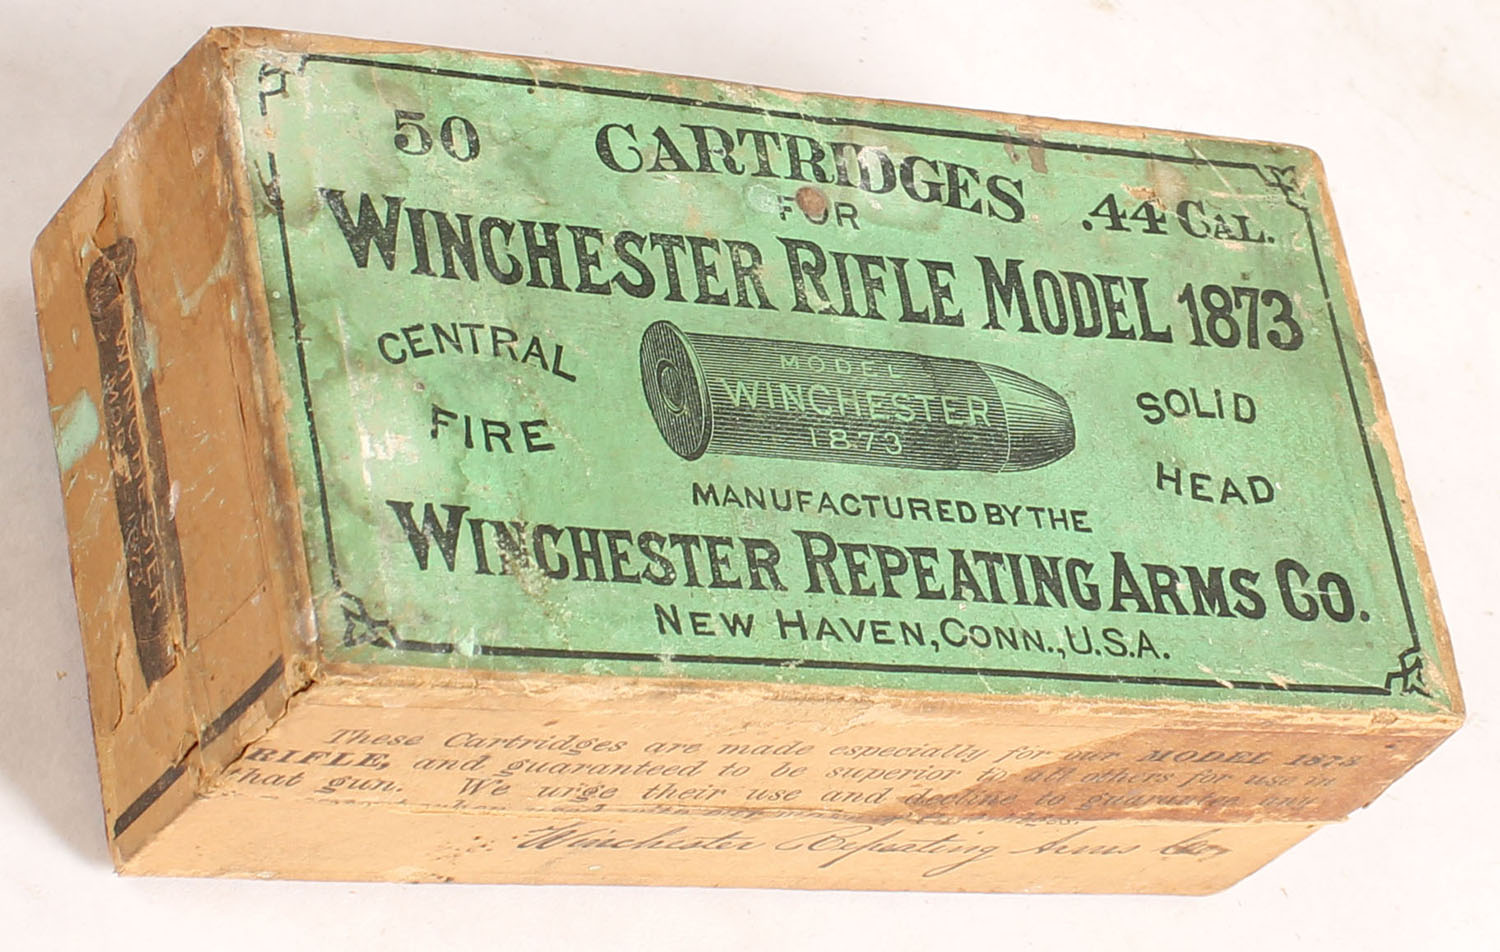 50 CARTRIDGES .44 CAL.
FOR
WINCHESTER RIFLE MODEL 1873
CENTRAL
FIRE
MODEL
WINCHESTER
1873
SOLID
HEAD
MANUFACTURED BY THE
WINCHESTER REPEATING ARMS CO.
NEW HAVEN, CONN., U.S.A.
These Cartridges are made especially for our MODEL 1873
RIFLE, and guaranteed to be superior to all others for use in
that gun. We urge their use and decline to guarantee any
Winchester Repeating Arms Co.